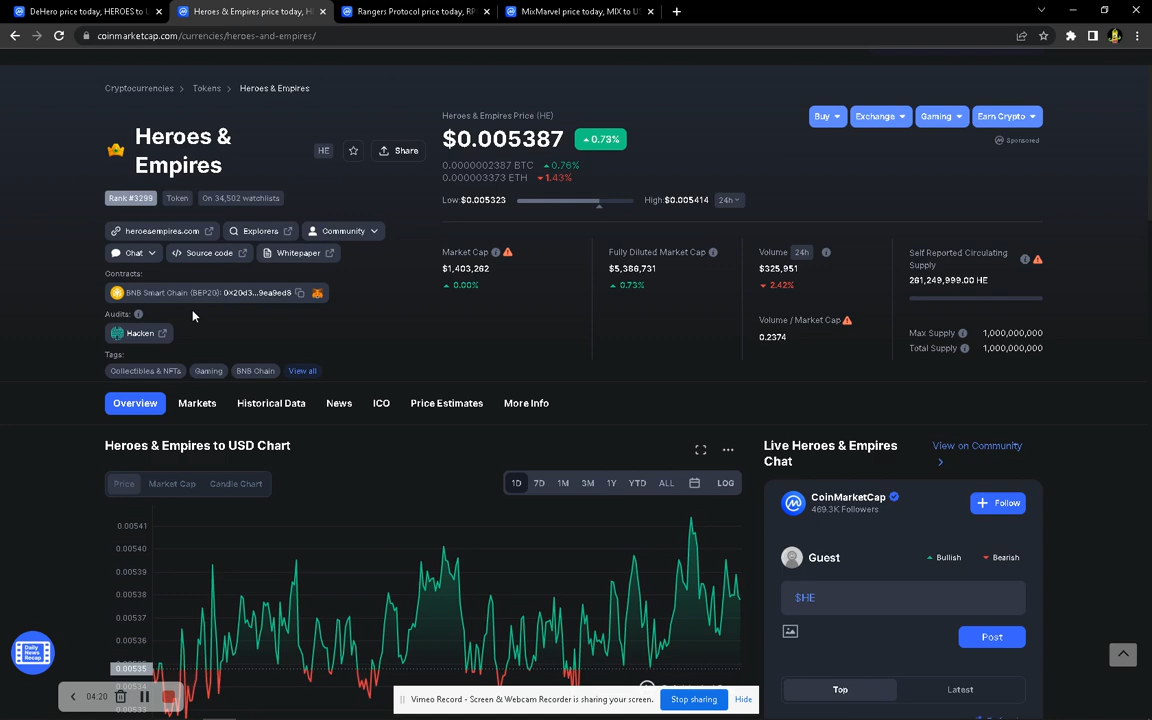 DeHero price today, HEROES to U
Heroes & Empires price today, H
Rangers Protocol price today, RP
MixMarvel price today, MIX to U
coinmarketcap.com/currencies/heroes-and-empires/
Cryptocurrencies > Tokens > Heroes & Empires
Heroes &
Empires
HE
Share
Rank #3299
Token
On 34,502 watchlists
heroesempires.com
Explorers
Community
Chat
Source code
Whitepaper
Contracts:
BNB Smart Chain (BEP20): 0x20d3...9ea9ed8
Audits:
Hacken
Tags:
Collectibles & NFTs
Gaming
BNB Chain
View all
Heroes & Empires Price (HE)
$0.005387
0.73%
0.0000002387 BTC
0.76%
0.000003373 ETH
1.43%
Low:$0.005323
High:$0.005414
24h
Buy
Exchange
Gaming
Earn Crypto
Sponsored
Market Cap
$1,403,262
0.00%
Fully Diluted Market Cap
$5,386,731
0.73%
Volume 24h
$325,951
2.42%
Volume / Market Cap
0.2374
Self Reported Circulating
Supply
261,249,999.00 HE
Max Supply 1,000,000,000
Total Supply 1,000,000,000
Overview
Markets
Historical Data
News
ICO
Price Estimates
More Info
Heroes & Empires to USD Chart
Price
Market Cap
Candle Chart
1D
7D
1M
3M
1Y
YTD
ALL
LOG
0.00541
0.00540
0.00539
0.00538
0.00537
0.00536
0.00535
0.00534
0.00533
Live Heroes & Empires
Chat
View on Community
>
CoinMarketCap
469.3K Followers
+ Follow
Guest
Bullish
Bearish
$HE
Post
Top
Latest
Daily
News
Recap
04:20
Vimeo Record - Screen & Webcam Recorder is sharing your screen.
Stop sharing
Hide